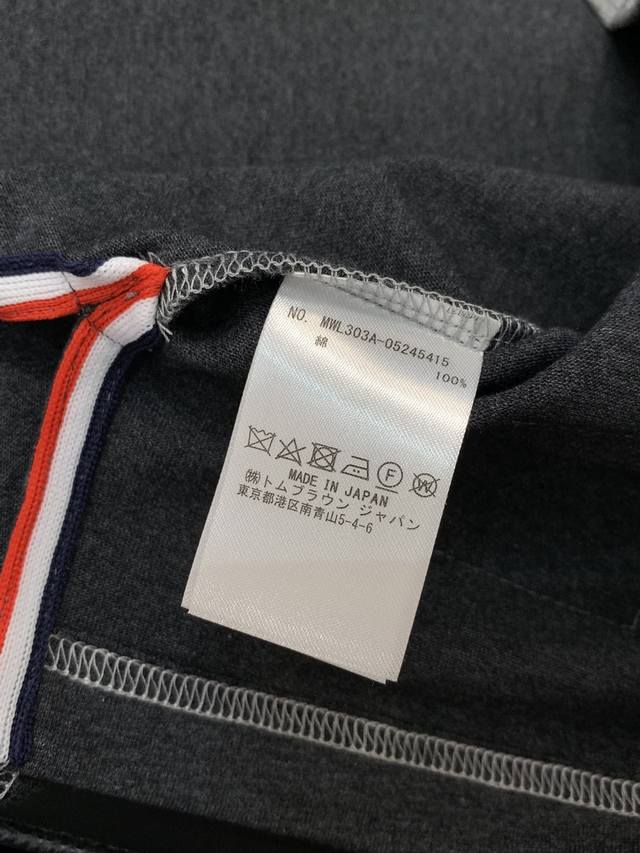 NO. MWL303A-05245415
綿
100%
F W
MADE IN JAPAN
㈱トムブラウン ジャパン
東京都港区南青山5-4-6